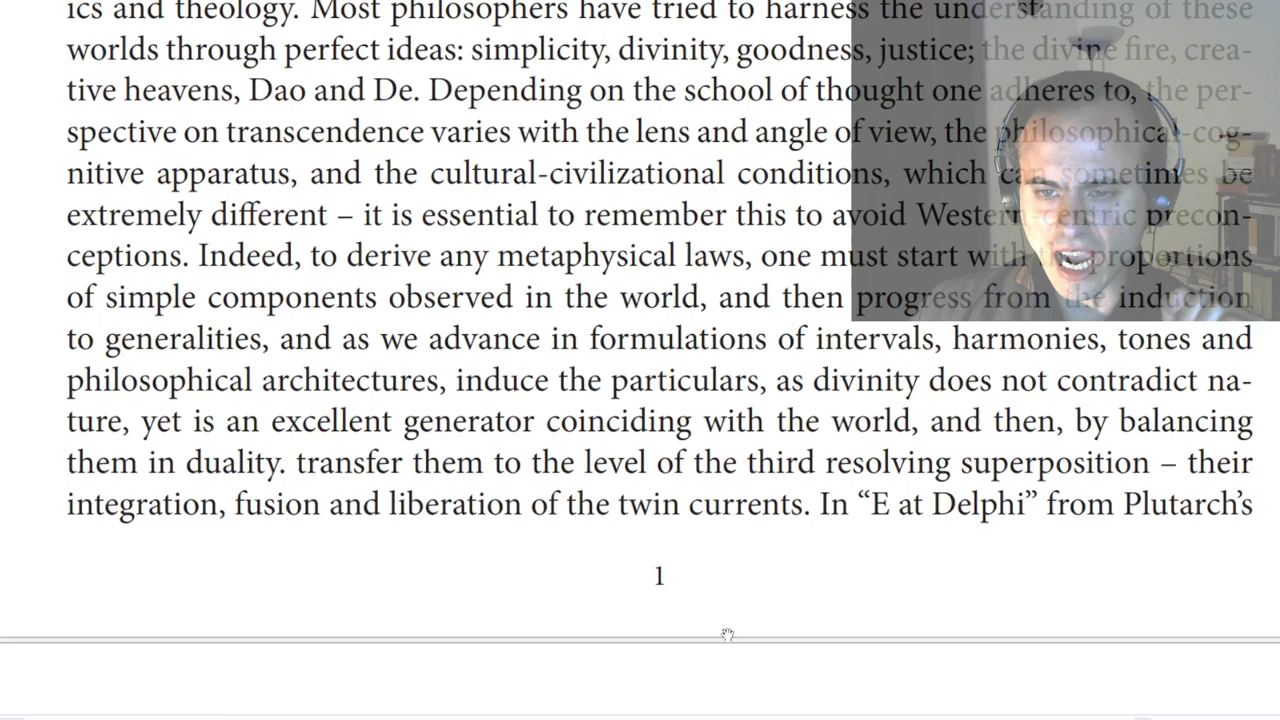 ics and theology. Most philosophers have tried to harness the understanding of these
worlds through perfect ideas: simplicity, divinity, goodness, justice; the divine fire, crea-
tive heavens, Dao and De. Depending on the school of thought one adheres to, the per-
spective on transcendence varies with the lens and angle of view, the philosophical-cog-
nitive apparatus, and the cultural-civilizational conditions, which can sometimes be
extremely different – it is essential to remember this to avoid Western-centric precon-
ceptions. Indeed, to derive any metaphysical laws, one must start with the proportions
of simple components observed in the world, and then progress from the induction
to generalities, and as we advance in formulations of intervals, harmonies, tones and
philosophical architectures, induce the particulars, as divinity does not contradict na-
ture, yet is an excellent generator coinciding with the world, and then, by balancing
them in duality. transfer them to the level of the third resolving superposition – their
integration, fusion and liberation of the twin currents. In “E at Delphi” from Plutarch’s
1